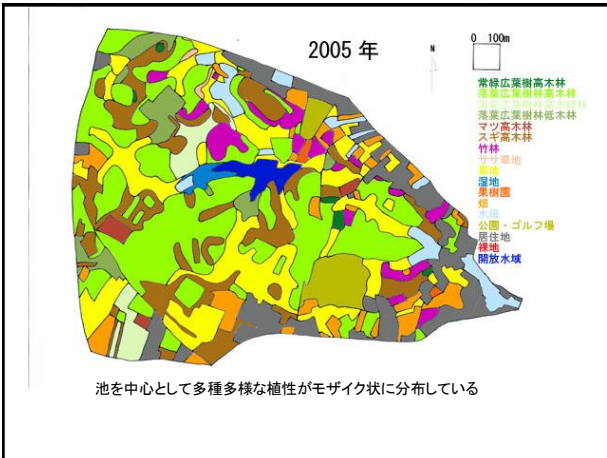 2005 年
N
0 100m
常緑広葉樹高木林
落葉広葉樹林高木林
落葉広葉樹林低木林
マツ高木林
スギ高木林
竹林
ササ草地
草地
湿地
果樹園
畑
水田
公園・ゴルフ場
居住地
裸地
開放水域
池を中心として多種多様な植性がモザイク状に分布している